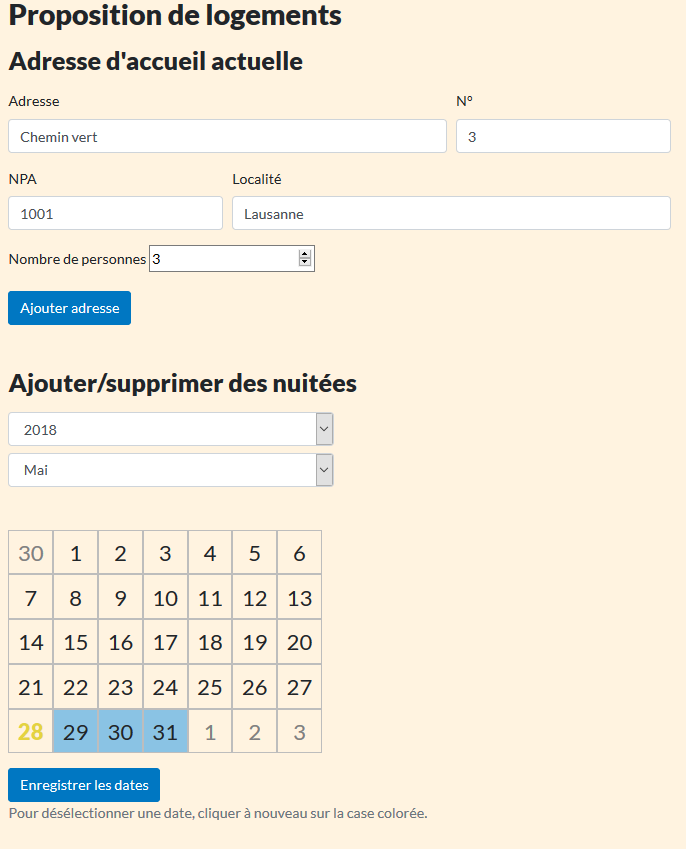 Proposition de logements
Adresse d'accueil actuelle
Adresse N°
Chemin vert 3
NPA Localité
1001 Lausanne
Nombre de personnes 3
Ajouter adresse
Ajouter/supprimer des nuitées
2018
Mai
30 1 2 3 4 5 6
7 8 9 10 11 12 13
14 15 16 17 18 19 20
21 22 23 24 25 26 27
28 29 30 31 1 2 3
Enregistrer les dates
Pour désélectionner une date, cliquer à nouveau sur la case colorée.